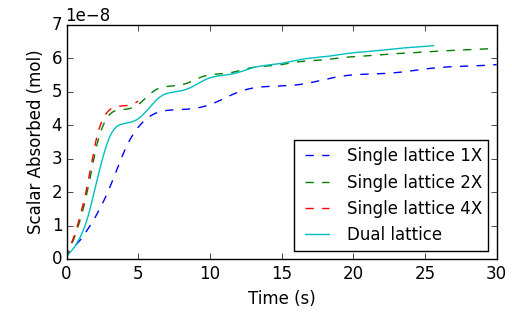 1e−8
7
6
5
4
3
2
1
0
Scalar Absorbed (mol)
Single lattice 1X
Single lattice 2X
Single lattice 4X
Dual lattice
0 5 10 15 20 25 30
Time (s)